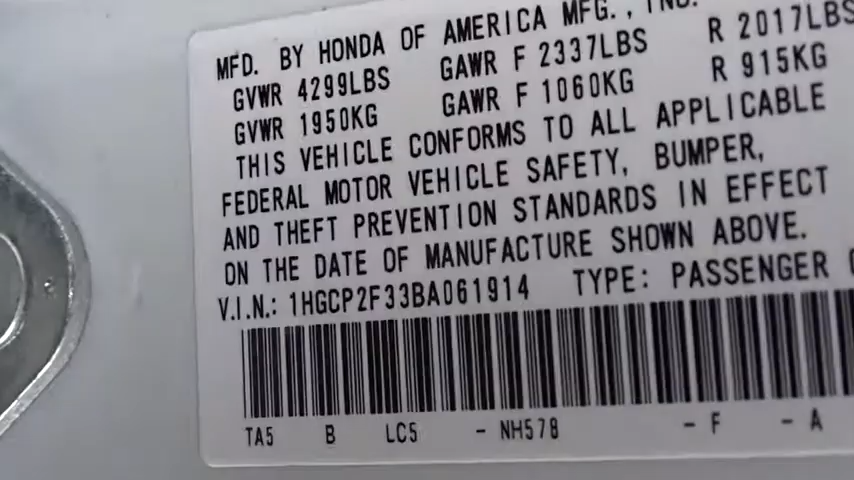 MFD. BY HONDA OF AMERICA MFG., INC.
GVWR 4299LBS GAWR F 2337LBS R 2017LBS
GVWR 1950KG GAWR F 1060KG R 915KG
THIS VEHICLE CONFORMS TO ALL APPLICABLE
FEDERAL MOTOR VEHICLE SAFETY, BUMPER,
AND THEFT PREVENTION STANDARDS IN EFFECT
ON THE DATE OF MANUFACTURE SHOWN ABOVE.
V.I.N.: 1HGCP2F33BA061914 TYPE: PASSENGER
TA5 B LC5 - NH578 - F - A